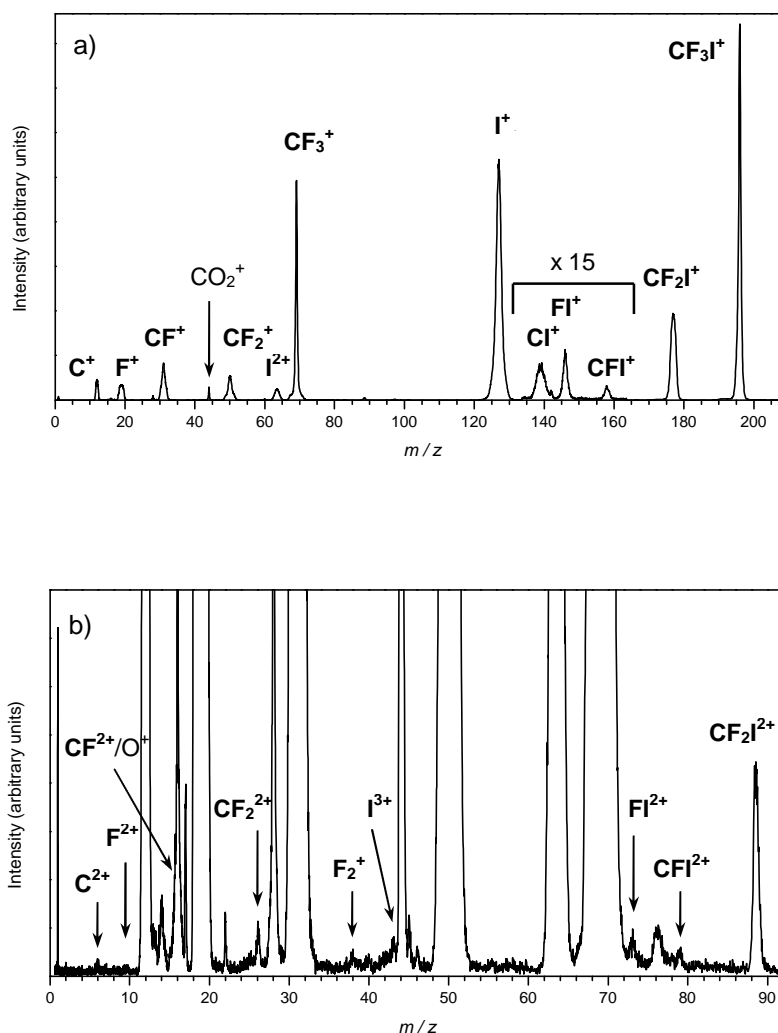 a)
CF₃I⁺
I⁺
CF₃⁺
x 15
CO₂⁺
CF₂I⁺
FI⁺
CF⁺
CF₂⁺
CI⁺
C⁺
F⁺
I²⁺
CFI⁺
Intensity (arbitrary units)
0 20 40 60 80 100 120 140 160 180 200
m / z
b)
CF²⁺/O⁺
CF₂I²⁺
CF₂²⁺
I³⁺
FI²⁺
F²⁺
F₂⁺
CFI²⁺
C²⁺
Intensity (arbitrary units)
0 10 20 30 40 50 60 70 80 90
m / z